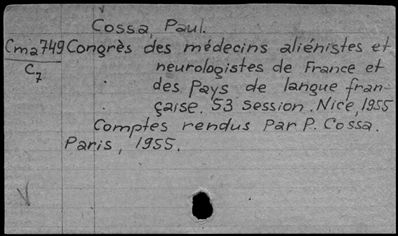 Cossa, Paul.
Cma749 Congrès des médecins aliénistes et
C7 neurologistes de France et
des Pays de langue fran-
çaise. 53 session. Nice, 1955
Comptes rendus Par P. Cossa.
Paris, 1955.